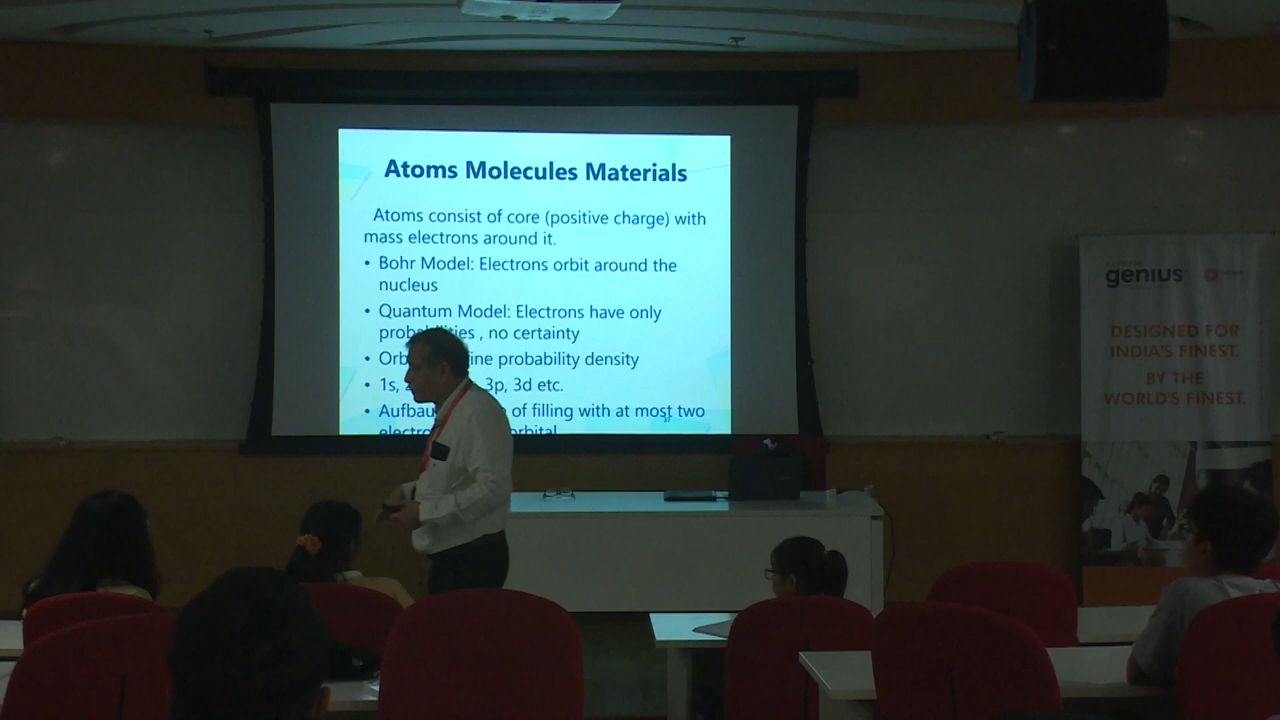 Atoms Molecules Materials
Atoms consist of core (positive charge) with
mass electrons around it.
• Bohr Model: Electrons orbit around the
nucleus
• Quantum Model: Electrons have only
, no certainty
• probability density
• 1s, 3p, 3d etc.
• Aufbau of filling with at most two
genius
DESIGNED FOR
INDIA'S FINEST.
BY THE
WORLD'S FINEST.